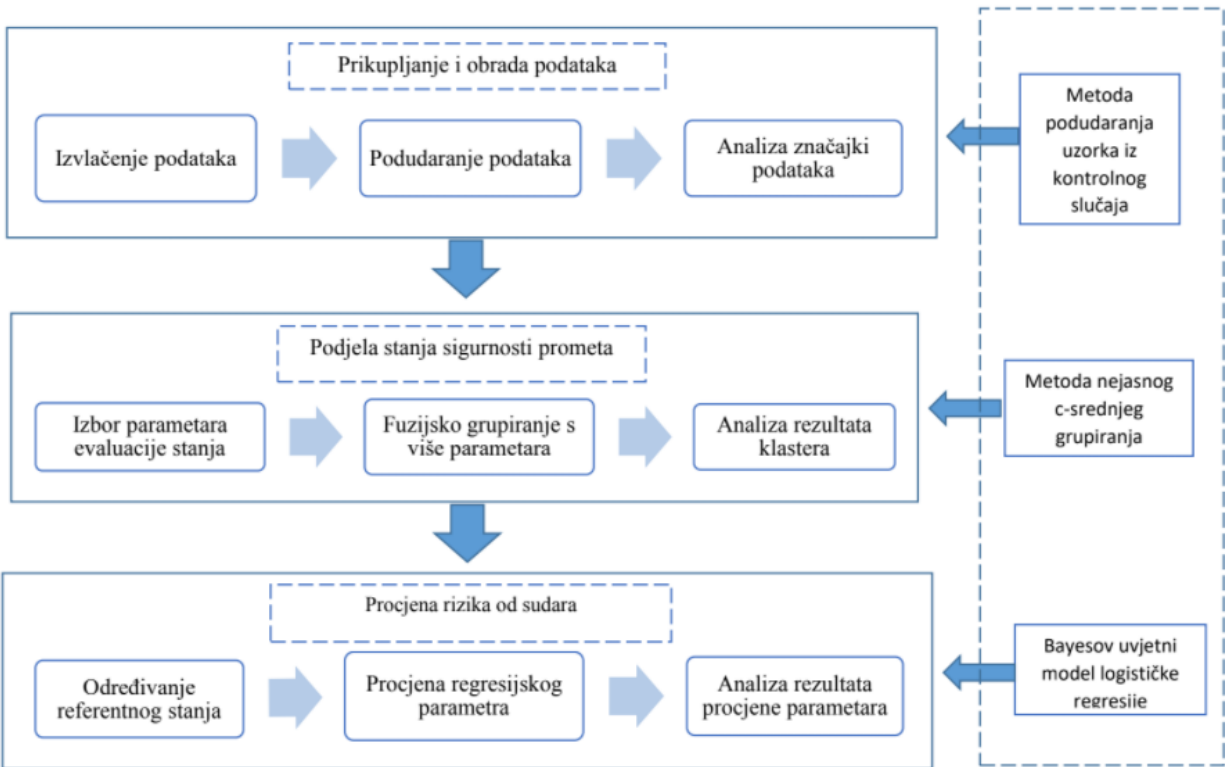 Prikupljanje i obrada podataka
Izvlačenje podataka
Podudaranje podataka
Analiza značajki
podataka
Metoda
podudaranja
uzorka iz
kontrolnog
slučaja
Podjela stanja sigurnosti prometa
Izbor parametara
evaluacije stanja
Fuzijsko grupiranje s
više parametara
Analiza rezultata
klastera
Metoda nejasnog
c-srednjeg
grupiranja
Procjena rizika od sudara
Određivanje
referentnog stanja
Procjena regresijskog
parametra
Analiza rezultata
procjene parametara
Bayesov uvjetni
model logističke
regresije